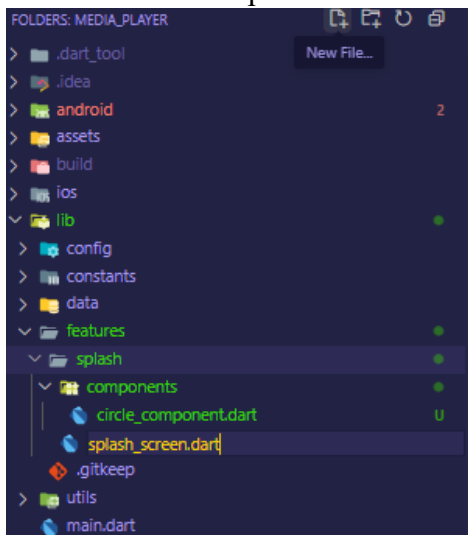 FOLDERS: MEDIA_PLAYER
New File...
.dart_tool
.idea
android 2
assets
build
ios
lib
config
constants
data
features
splash
components
circle_component.dart U
splash_screen.dart
.gitkeep
utils
main.dart